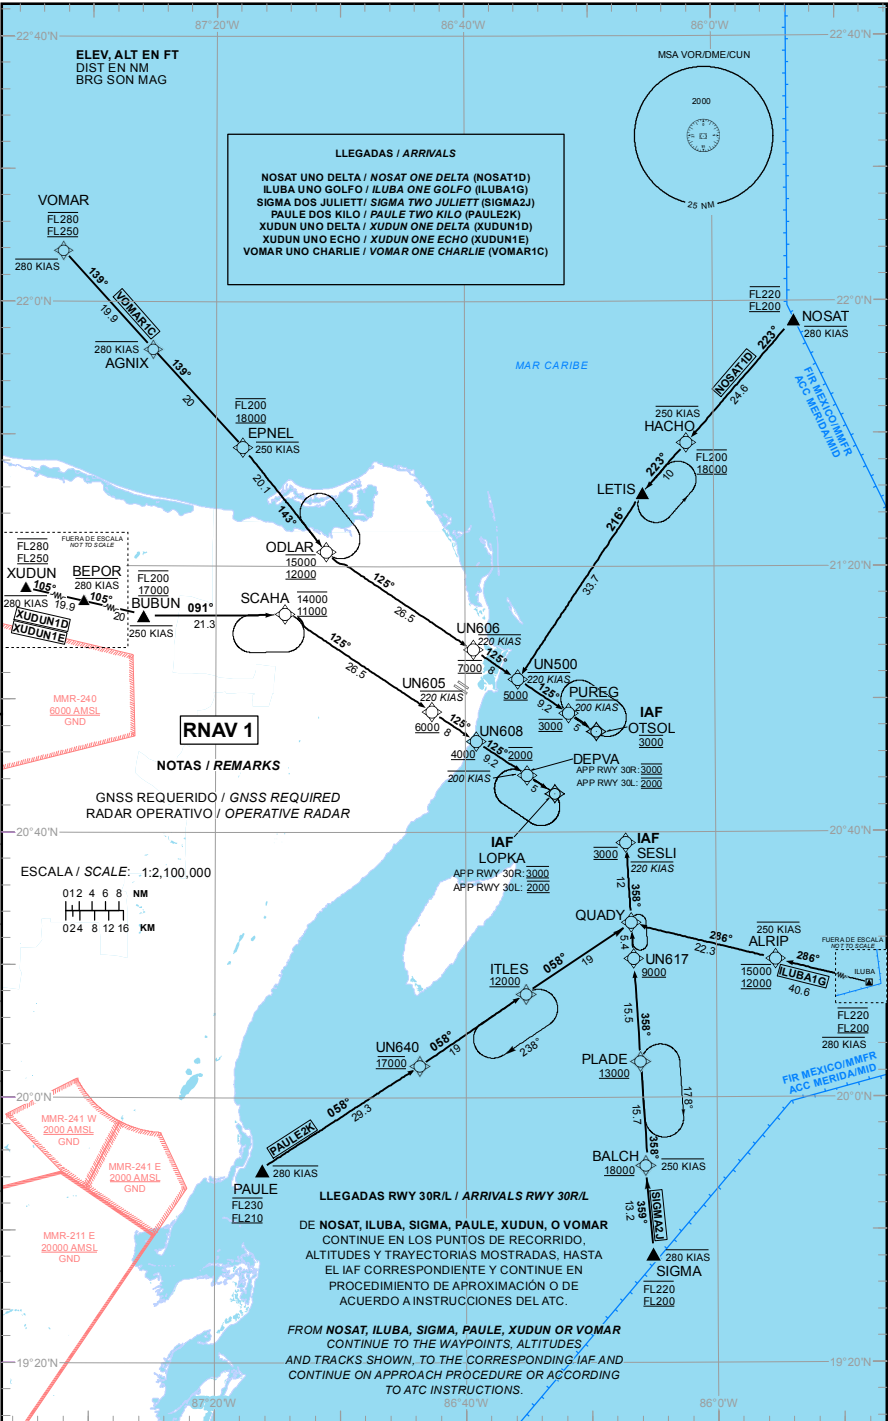 87°20'W
86°40'W
86°0'W
22°40'N
22°40'N
ELEV, ALT EN FT
DIST EN NM
BRG SON MAG
MSA VOR/DME/CUN
2000
25 NM
LLEGADAS / ARRIVALS
NOSAT UNO DELTA / NOSAT ONE DELTA (NOSAT1D)
ILUBA UNO GOLFO / ILUBA ONE GOLFO (ILUBA1G)
SIGMA DOS JULIETT/ SIGMA TWO JULIETT (SIGMA2J)
PAULE DOS KILO / PAULE TWO KILO (PAULE2K)
XUDUN UNO DELTA / XUDUN ONE DELTA (XUDUN1D)
XUDUN UNO ECHO / XUDUN ONE ECHO (XUDUN1E)
VOMAR UNO CHARLIE / VOMAR ONE CHARLIE (VOMAR1C)
VOMAR
FL280
FL250
280 KIAS
139°
19.9
VOMAR1C
22°0'N
22°0'N
FL220
FL200
NOSAT
280 KIAS
223°
NOSAT1D
24.6
FIR MEXICO/MMFR
ACC MERIDA/MID
280 KIAS
AGNIX
139°
20
MAR CARIBE
FL200
18000
EPNEL
250 KIAS
20.1
143°
250 KIAS
HACHO
FL200
18000
223°
10
LETIS
216°
33.7
ODLAR
15000
12000
125°
26.5
21°20'N
FUERA DE ESCALA
NOT TO SCALE
FL280
FL250
XUDUN
280 KIAS
105°
19.9
BEPOR
280 KIAS
105°
20
XUDUN1D
XUDUN1E
FL200
17000
BUBUN
250 KIAS
091°
21.3
SCAHA
14000
11000
125°
26.5
UN606
220 KIAS
7000
125°
8
UN500
220 KIAS
5000
125°
9.2
PUREG
200 KIAS
3000
5
IAF
OTSOL
3000
UN605
220 KIAS
6000
125°
8
UN608
4000
125°
9.2
2000
200 KIAS
DEPVA
APP RWY 30R: 3000
APP RWY 30L: 2000
5
IAF
LOPKA
APP RWY 30R: 3000
APP RWY 30L: 2000
MMR-240
6000 AMSL
GND
RNAV 1
NOTAS / REMARKS
GNSS REQUERIDO / GNSS REQUIRED
RADAR OPERATIVO / OPERATIVE RADAR
20°40'N
20°40'N
ESCALA / SCALE: 1:2,100,000
0 1 2 4 6 8 NM
0 2 4 8 12 16 KM
IAF
SESLI
3000
220 KIAS
12
358°
QUADY
5.4
UN617
9000
286°
22.3
250 KIAS
ALRIP
15000
12000
286°
ILUBA1G
40.6
FUERA DE ESCALA
NOT TO SCALE
ILUBA
FL220
FL200
280 KIAS
ITLES
12000
058°
19
238°
15.5
358°
UN640
17000
058°
19
PLADE
13000
178°
15.7
358°
FIR MEXICO/MMFR
ACC MERIDA/MID
20°0'N
20°0'N
MMR-241 W
2000 AMSL
GND
MMR-241 E
2000 AMSL
GND
MMR-211 E
20000 AMSL
GND
PAULE2K
058°
29.3
280 KIAS
PAULE
FL230
FL210
BALCH
18000
250 KIAS
359°
13.2
SIGMA2J
280 KIAS
SIGMA
FL220
FL200
LLEGADAS RWY 30R/L / ARRIVALS RWY 30R/L
DE NOSAT, ILUBA, SIGMA, PAULE, XUDUN, O VOMAR
CONTINUE EN LOS PUNTOS DE RECORRIDO,
ALTITUDES Y TRAYECTORIAS MOSTRADAS, HASTA
EL IAF CORRESPONDIENTE Y CONTINUE EN
PROCEDIMIENTO DE APROXIMACIÓN O DE
ACUERDO A INSTRUCCIONES DEL ATC.
FROM NOSAT, ILUBA, SIGMA, PAULE, XUDUN OR VOMAR
CONTINUE TO THE WAYPOINTS, ALTITUDES
AND TRACKS SHOWN, TO THE CORRESPONDING IAF AND
CONTINUE ON APPROACH PROCEDURE OR ACCORDING
TO ATC INSTRUCTIONS.
19°20'N
19°20'N
87°20'W
86°40'W
86°0'W